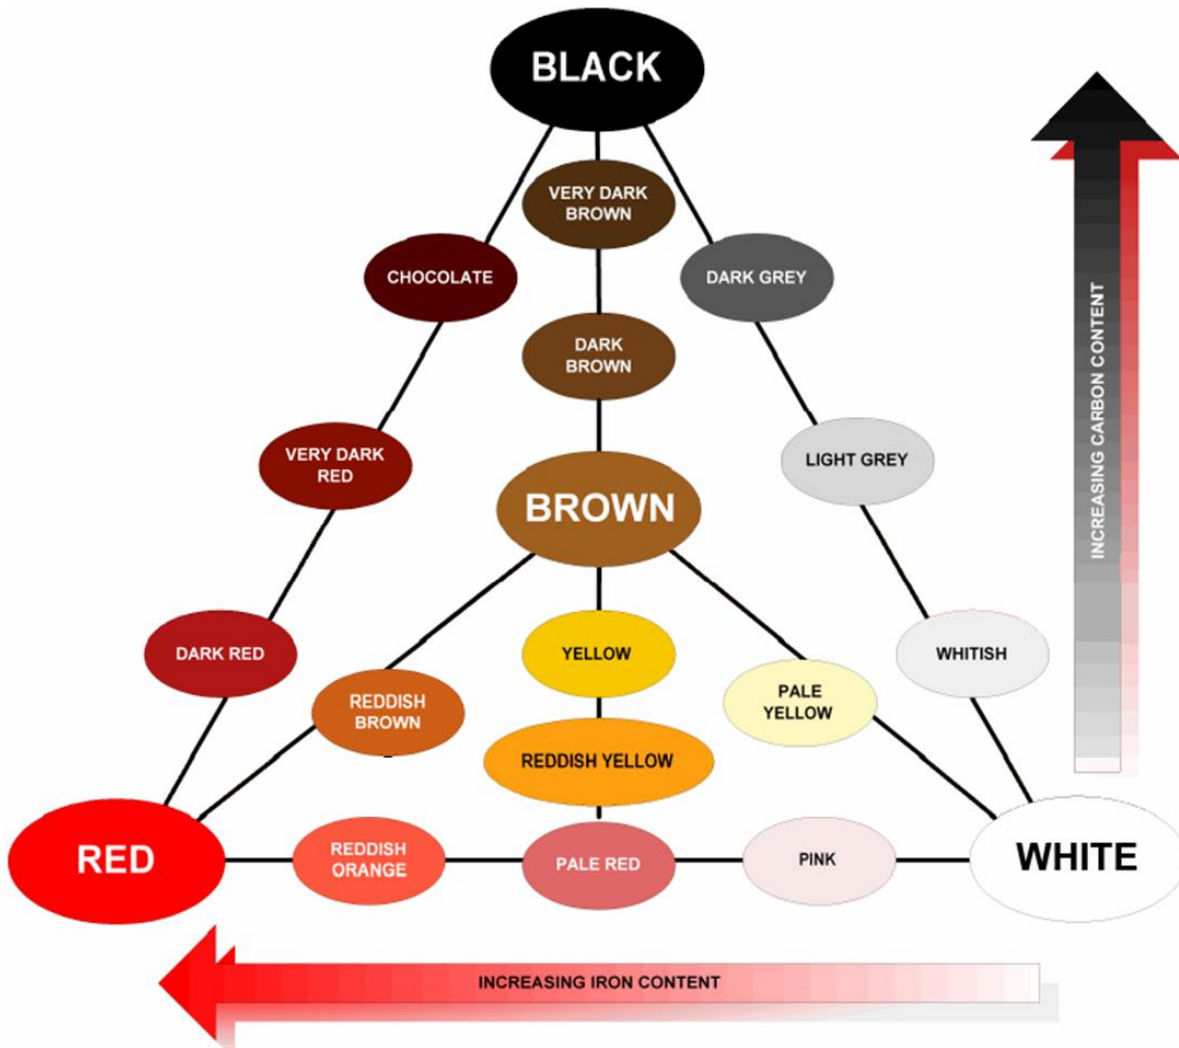 BLACK
VERY DARK
BROWN
CHOCOLATE
DARK GREY
DARK
BROWN
VERY DARK
RED
LIGHT GREY
BROWN
DARK RED
YELLOW
WHITISH
REDDISH
BROWN
PALE
YELLOW
REDDISH YELLOW
RED
REDDISH
ORANGE
PALE RED
PINK
WHITE
INCREASING CARBON CONTENT
INCREASING IRON CONTENT